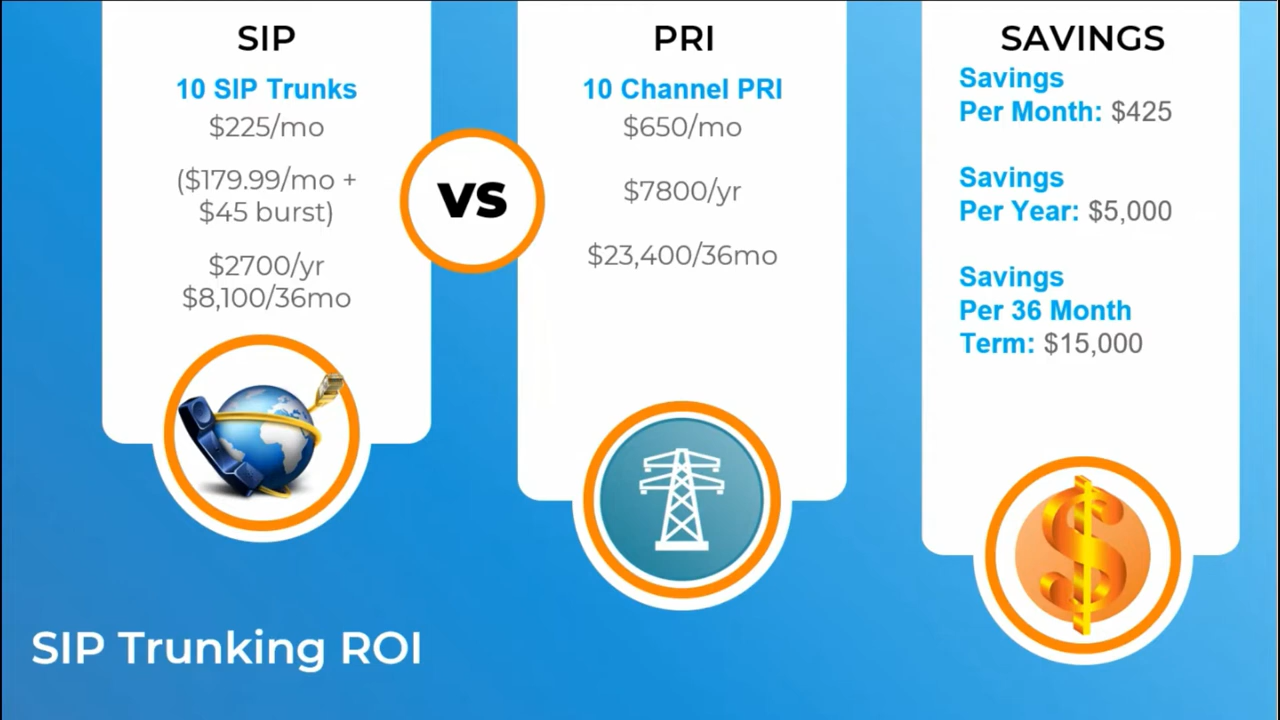 SIP
10 SIP Trunks
$225/mo
($179.99/mo +
$45 burst)
$2700/yr
$8,100/36mo
VS
PRI
10 Channel PRI
$650/mo
$7800/yr
$23,400/36mo
SAVINGS
Savings
Per Month: $425
Savings
Per Year: $5,000
Savings
Per 36 Month
Term: $15,000
SIP Trunking ROI